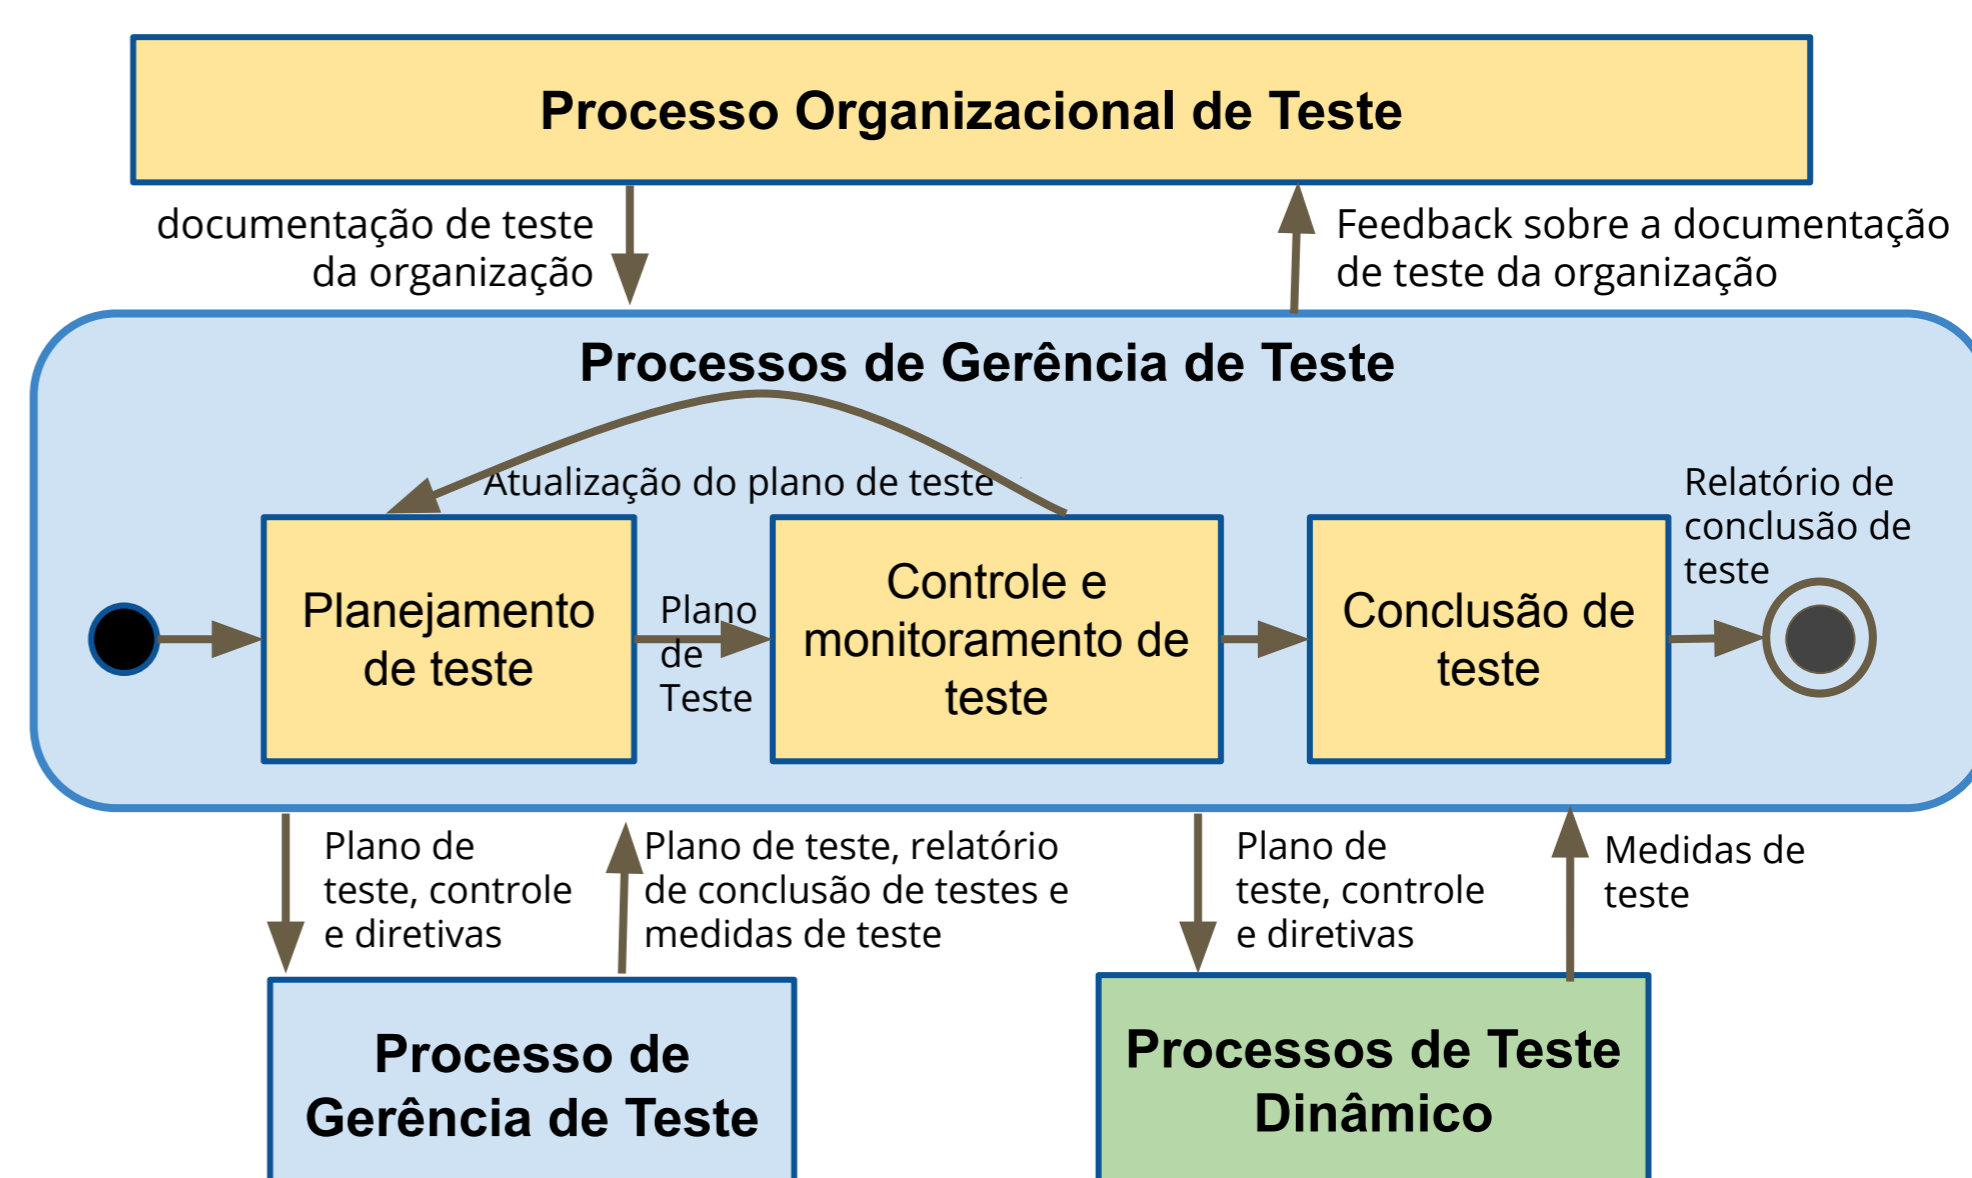 Processo Organizacional de Teste
documentação de teste
da organização
Feedback sobre a documentação
de teste da organização
Processos de Gerência de Teste
Atualização do plano de teste
Relatório de
conclusão de
teste
Planejamento
de teste
Plano
de
Teste
Controle e
monitoramento de
teste
Conclusão de
teste
Plano de
teste, controle
e diretivas
Plano de teste, relatório
de conclusão de testes e
medidas de teste
Plano de
teste, controle
e diretivas
Medidas de
teste
Processo de
Gerência de Teste
Processos de Teste
Dinâmico